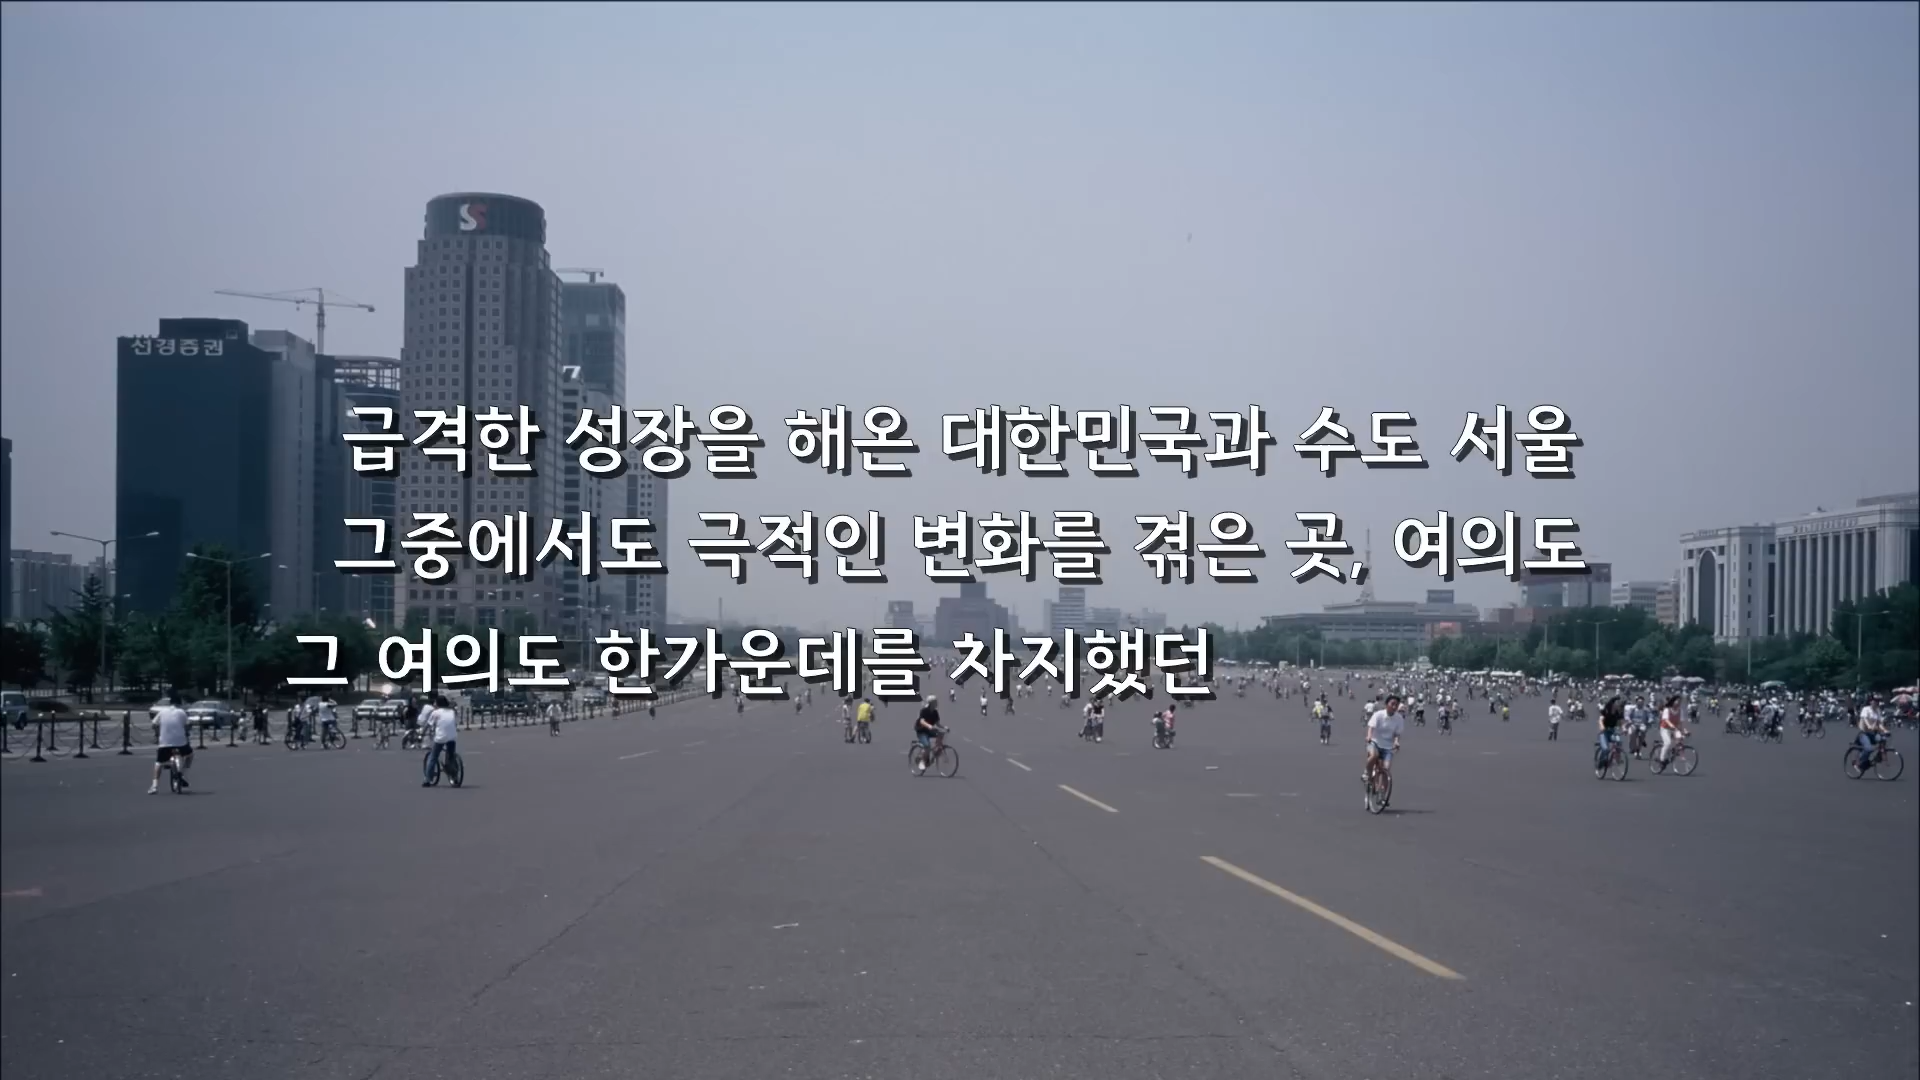 선경증권
급격한 성장을 해온 대한민국과 수도 서울
그중에서도 극적인 변화를 겪은 곳, 여의도
그 여의도 한가운데를 차지했던